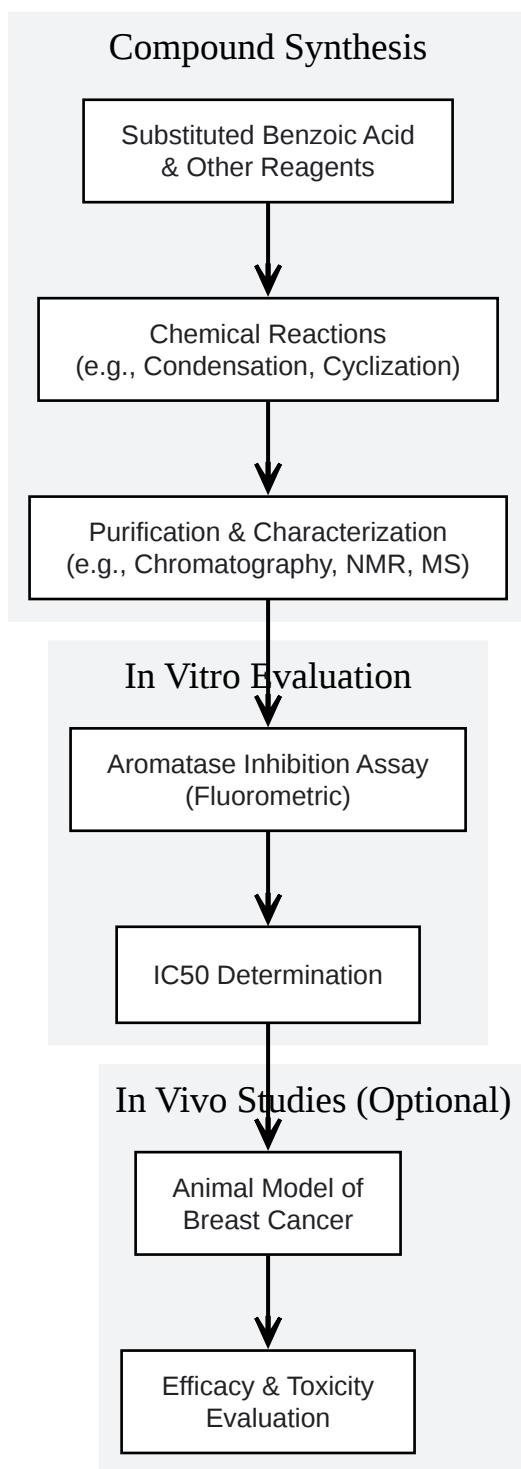 Compound Synthesis
Substituted Benzoic Acid
& Other Reagents
Chemical Reactions
(e.g., Condensation, Cyclization)
Purification & Characterization
(e.g., Chromatography, NMR, MS)
In Vitro Evaluation
Aromatase Inhibition Assay
(Fluorometric)
IC50 Determination
In Vivo Studies (Optional)
Animal Model of
Breast Cancer
Efficacy & Toxicity
Evaluation